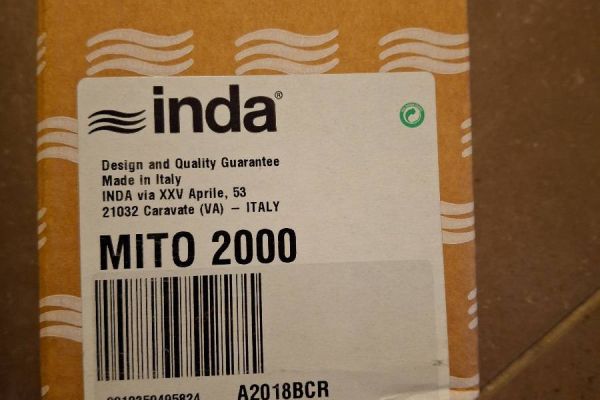 inda®
Design and Quality Guarantee
Made in Italy
INDA via XXV Aprile, 53
21032 Caravate (VA) – ITALY
MITO 2000
A2018BCR